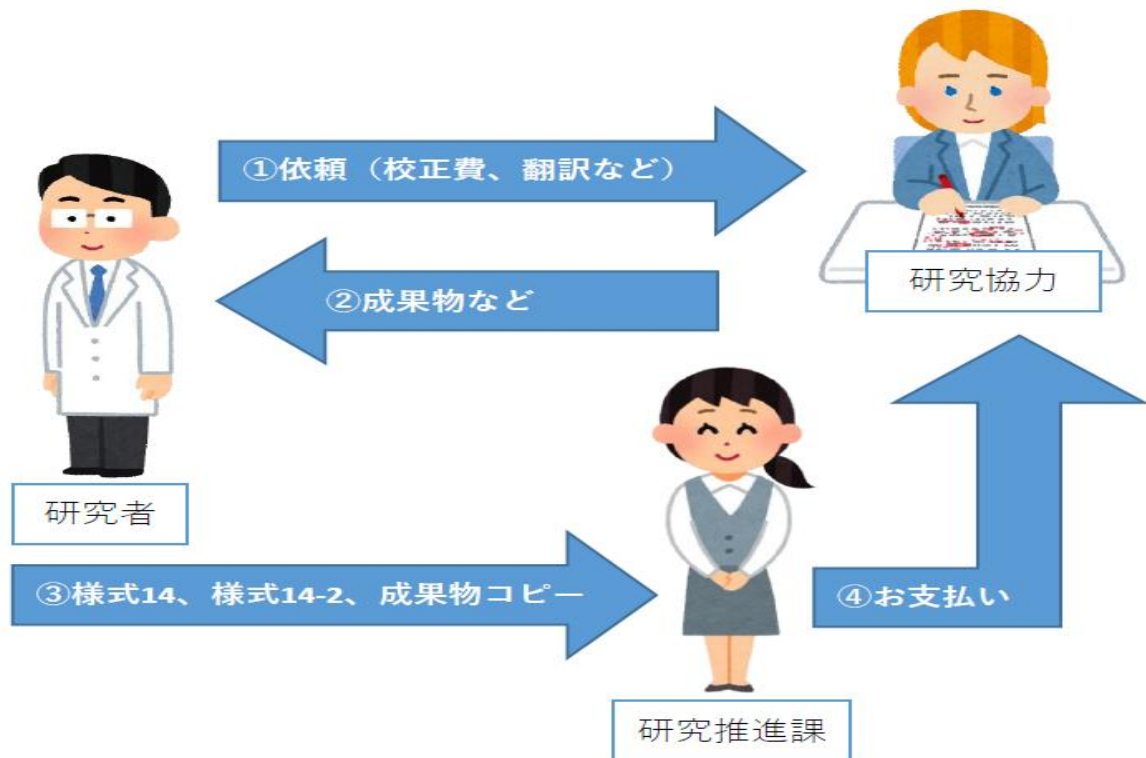 ①依頼（校正費、翻訳など）
②成果物など
研究協力
研究者
③様式14、様式14-2、成果物コピー
④お支払い
研究推進課